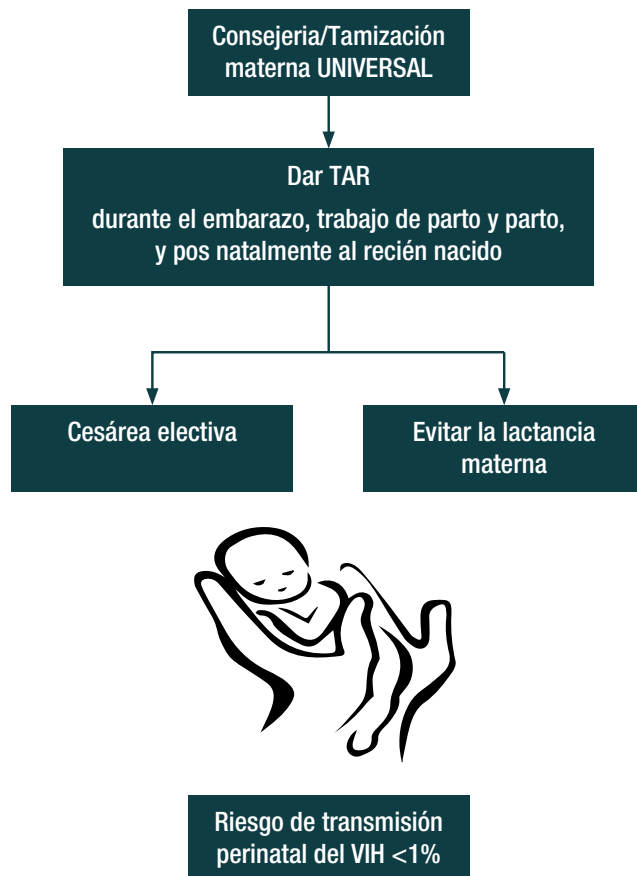 Consejeria/Tamización
materna UNIVERSAL
Dar TAR
durante el embarazo, trabajo de parto y parto,
y pos natalmente al recién nacido
Cesárea electiva
Evitar la lactancia
materna
Riesgo de transmisión
perinatal del VIH <1%